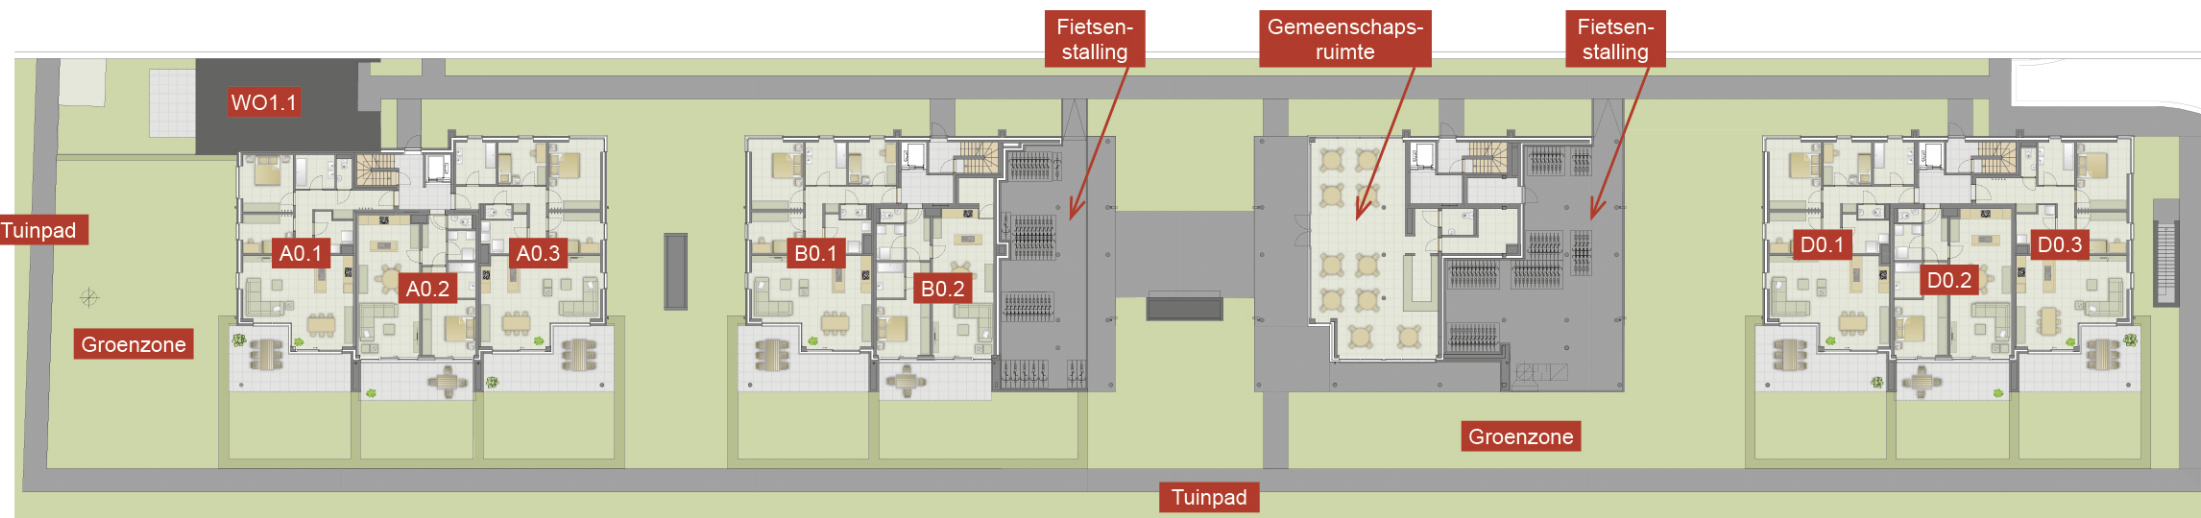 Fietsen-
stalling
Gemeenschaps-
ruimte
Fietsen-
stalling
WO1.1
Tuinpad
A0.1
A0.2
A0.3
B0.1
B0.2
D0.1
D0.2
D0.3
Groenzone
Groenzone
Tuinpad